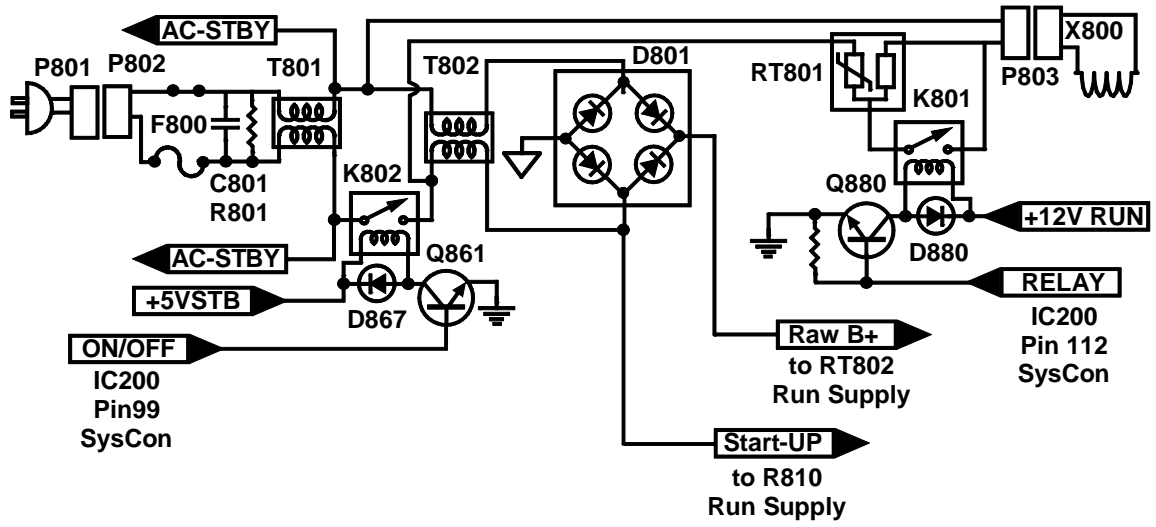 AC-STBY
P801
P802
T801
T802
D801
RT801
X800
P803
K801
F800
C801
R801
K802
Q880
+12V RUN
D880
AC-STBY
Q861
+5VSTB
D867
RELAY
IC200
Pin 112
SysCon
ON/OFF
IC200
Pin99
SysCon
Raw B+
to RT802
Run Supply
Start-UP
to R810
Run Supply